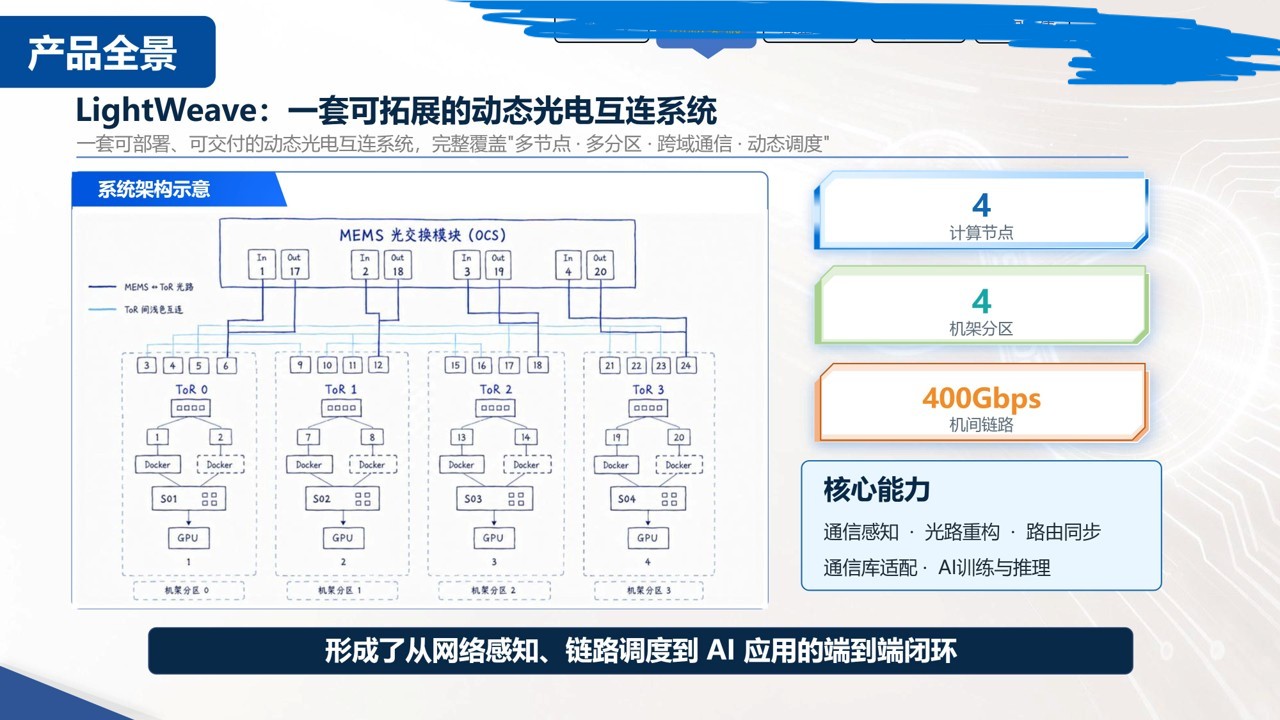 产品全景
LightWeave：一套可拓展的动态光电互连系统
一套可部署、可交付的动态光电互连系统，完整覆盖"多节点 · 多分区 · 跨域通信 · 动态调度"
系统架构示意
MEMS 光交换模块（OCS）
In 1 Out 17 In 2 Out 18 In 3 Out 19 In 4 Out 20
MEMS ↔ ToR 光路
ToR 间浅色互连
3 4 5 6 9 10 11 12 15 16 17 18 21 22 23 24
ToR 0 ToR 1 ToR 2 ToR 3
1 2 7 8 13 14 19 20
Docker Docker Docker Docker Docker Docker Docker Docker
S01 S02 S03 S04
GPU GPU GPU GPU
1 2 3 4
机架分区 0 机架分区 1 机架分区 2 机架分区 3
4
计算节点
4
机架分区
400Gbps
机间链路
核心能力
通信感知 · 光路重构 · 路由同步
通信库适配 · AI训练与推理
形成了从网络感知、链路调度到 AI 应用的端到端闭环